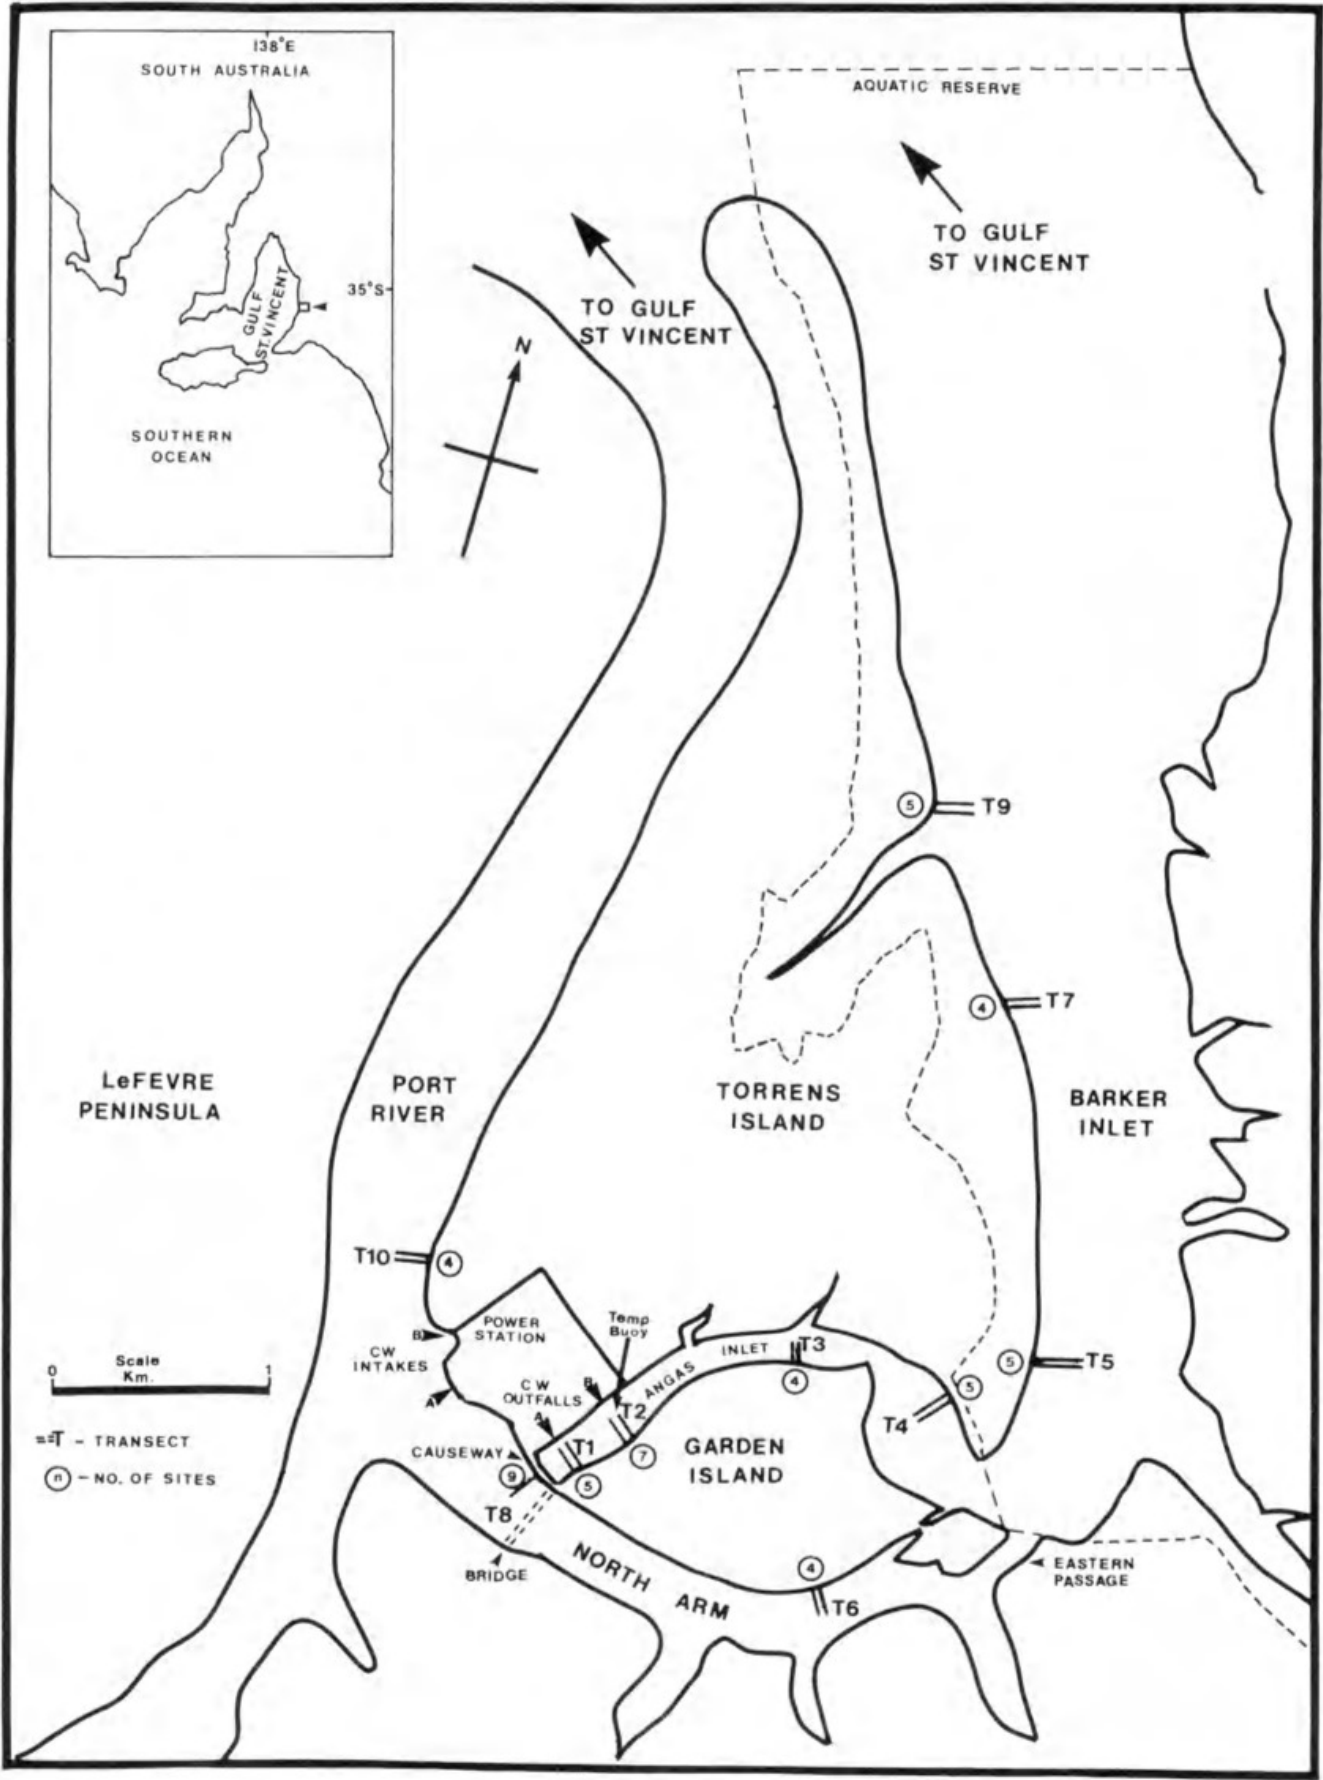 138°E
SOUTH AUSTRALIA
35°S
GULF
ST. VINCENT
SOUTHERN
OCEAN
AQUATIC RESERVE
TO GULF
ST VINCENT
TO GULF
ST VINCENT
N
5
T9
4
T7
LeFEVRE
PENINSULA
PORT
RIVER
TORRENS
ISLAND
BARKER
INLET
T10
4
POWER
STATION
B
CW
INTAKES
A
Temp
Buoy
ANGAS INLET
T3
4
5
T5
5
T4
CW
OUTFALLS
B
A
T2
7
T1
5
GARDEN
ISLAND
Scale
Km.
0 1
==T - TRANSECT
(n) - NO. OF SITES
CAUSEWAY
9
T8
BRIDGE
NORTH ARM
4
T6
EASTERN
PASSAGE